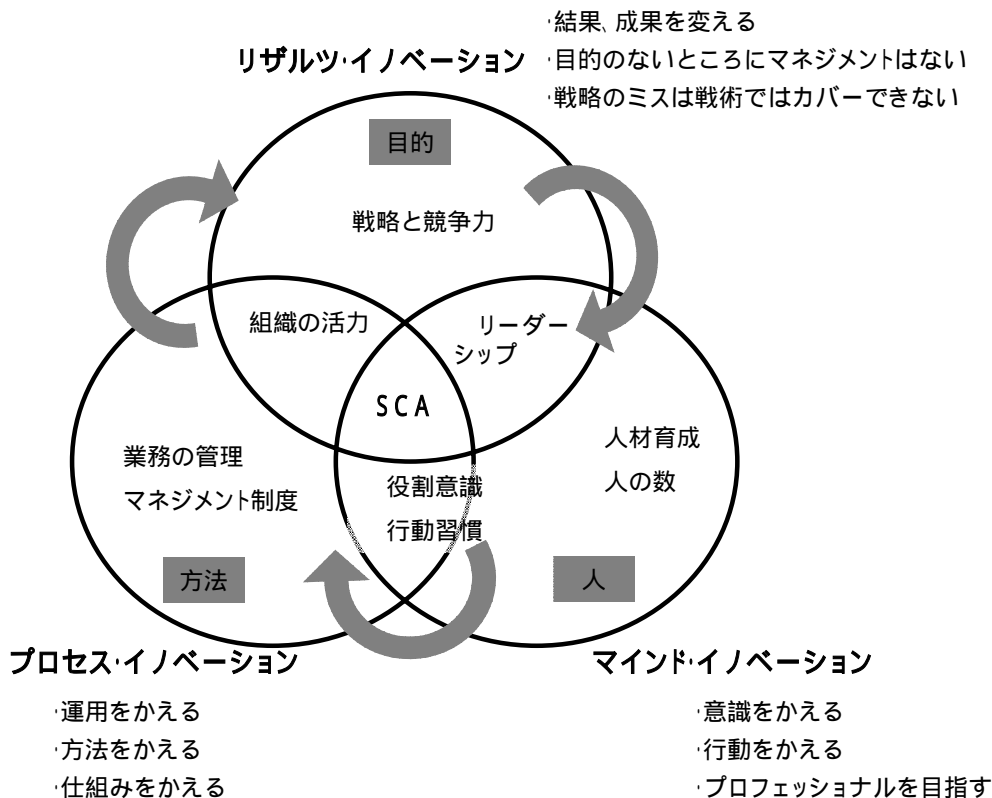 ・結果、成果を変える
リザルツ・イノベーション
・目的のないところにマネジメントはない
・戦略のミスは戦術ではカバーできない
目的
戦略と競争力
組織の活力
リーダー
シップ
SCA
業務の管理
マネジメント制度
役割意識
行動習慣
人材育成
人の数
方法
人
プロセス・イノベーション
マインド・イノベーション
・運用をかえる
・方法をかえる
・仕組みをかえる
・意識をかえる
・行動をかえる
・プロフェッショナルを目指す